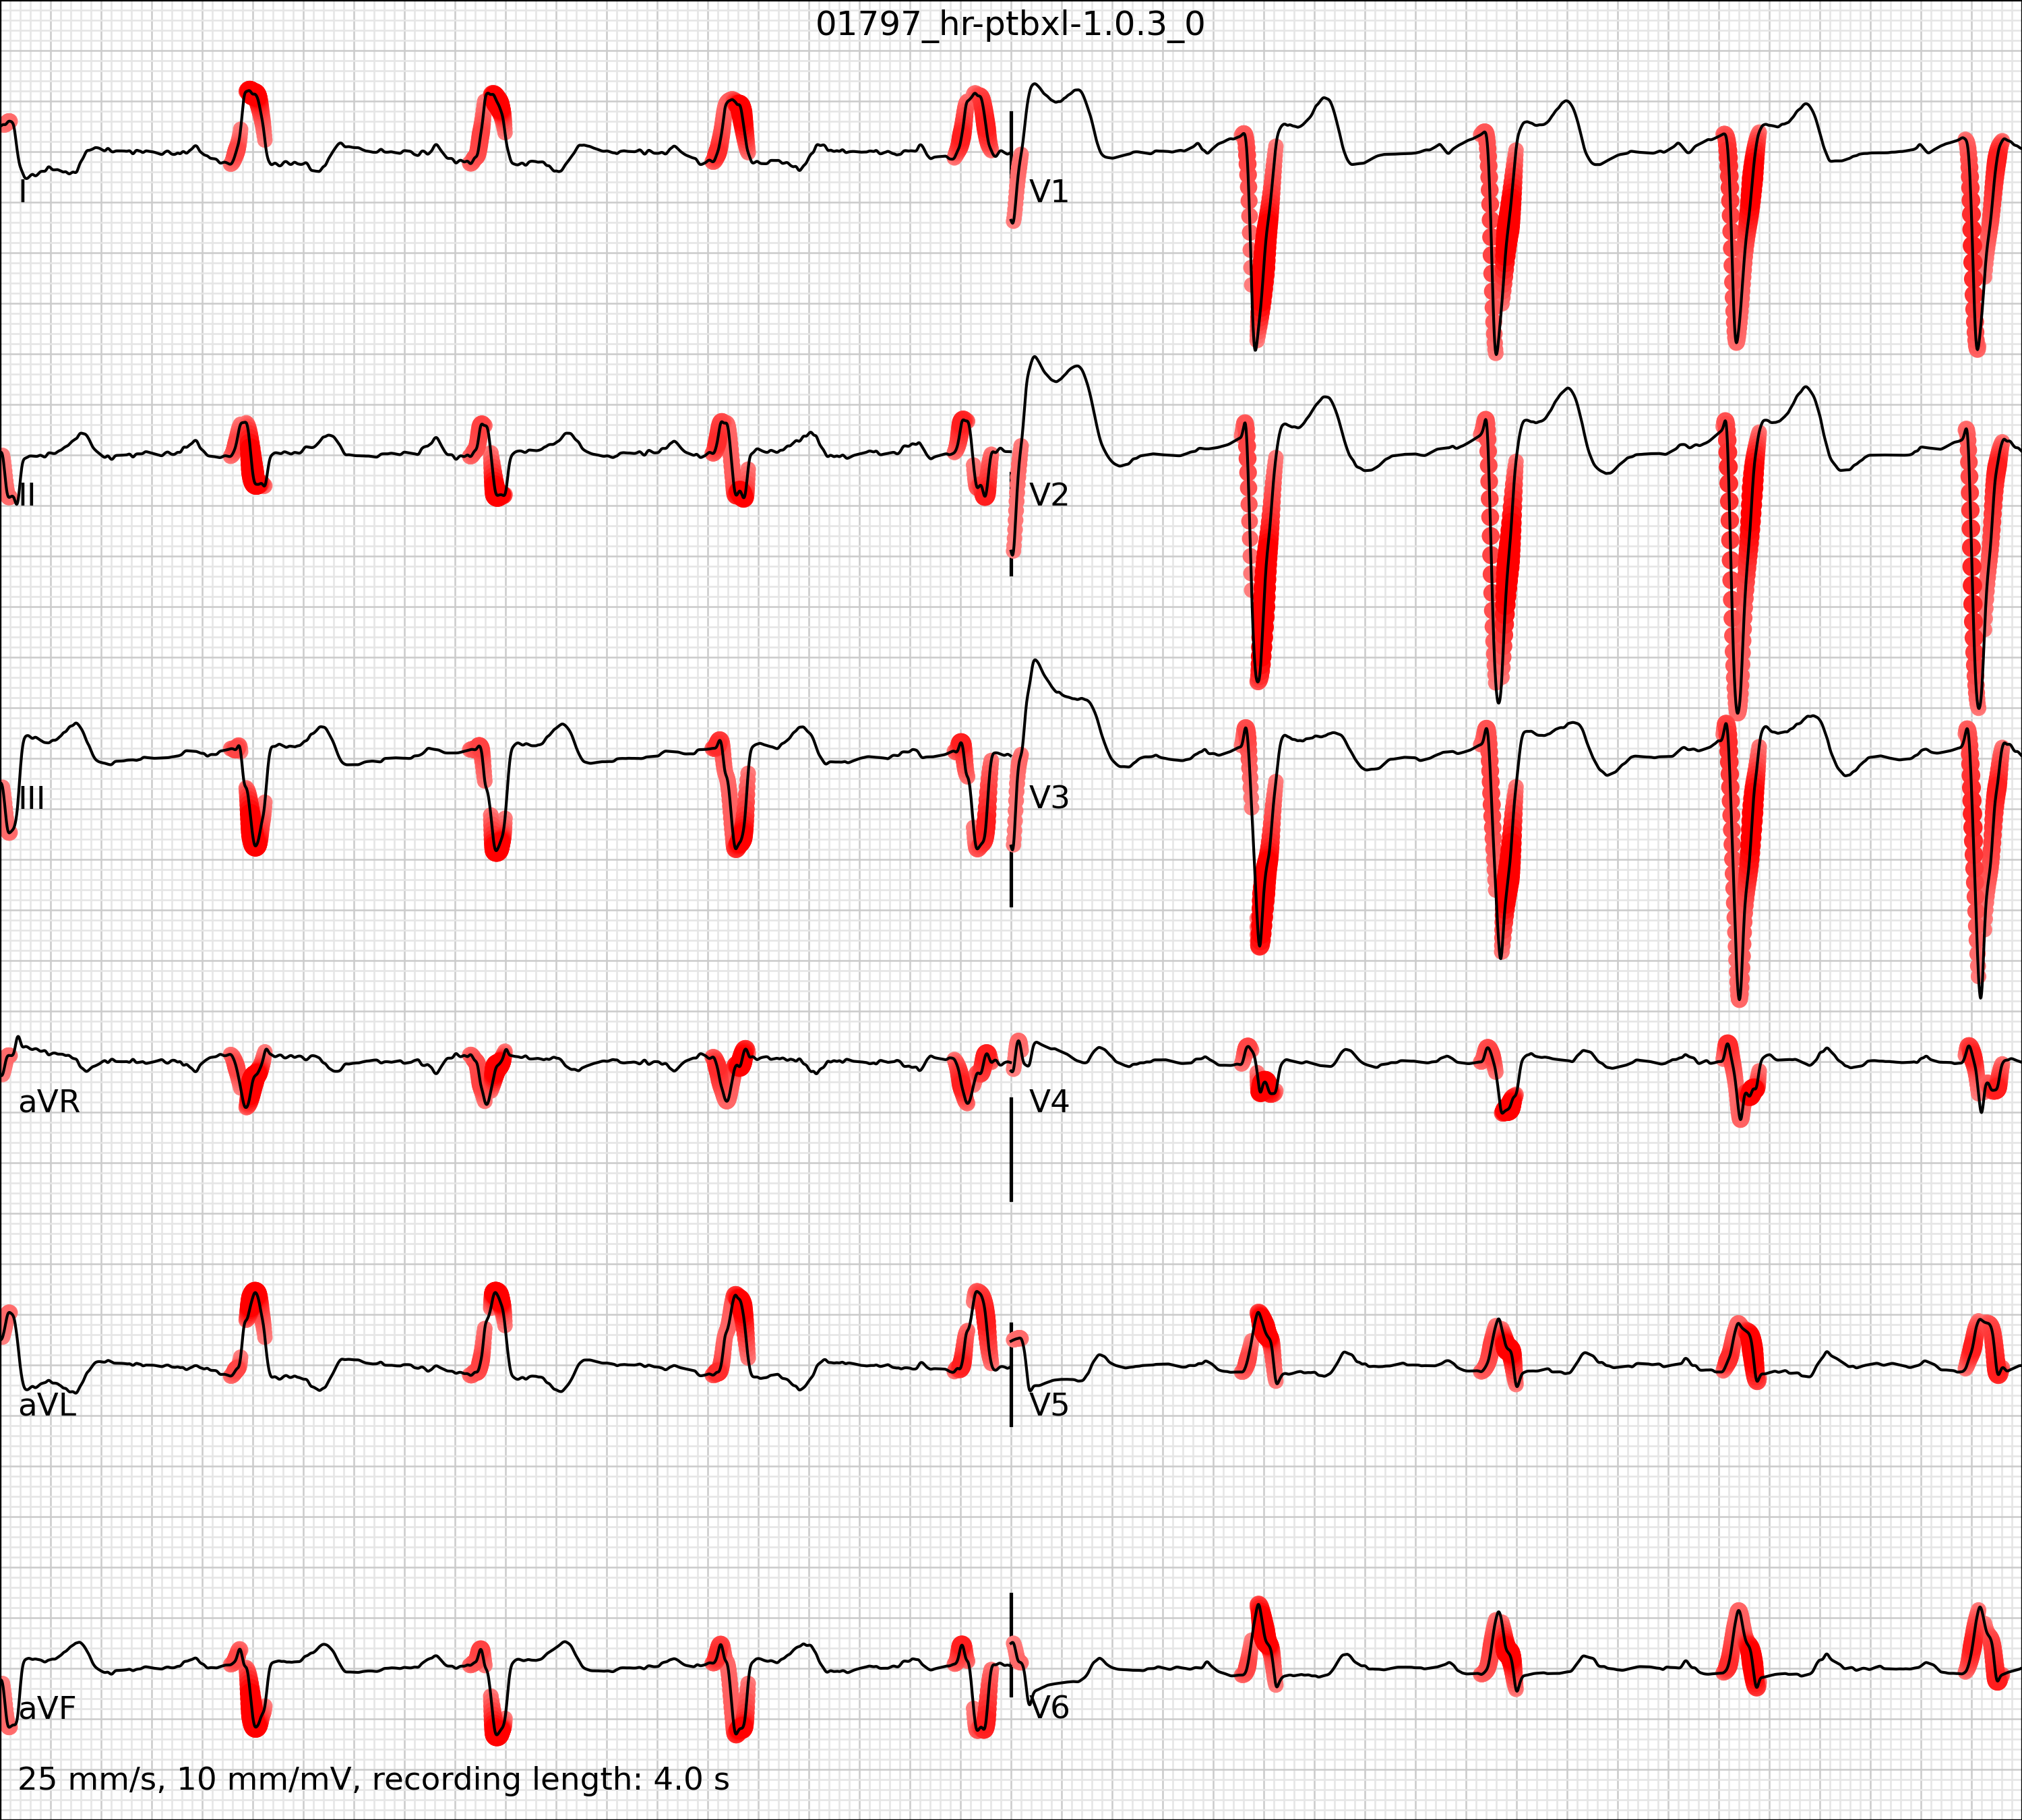 01797_hr-ptbxl-1.0.3_0
I
V1
II
V2
III
V3
aVR
V4
aVL
V5
aVF
V6
25 mm/s, 10 mm/mV, recording length: 4.0 s